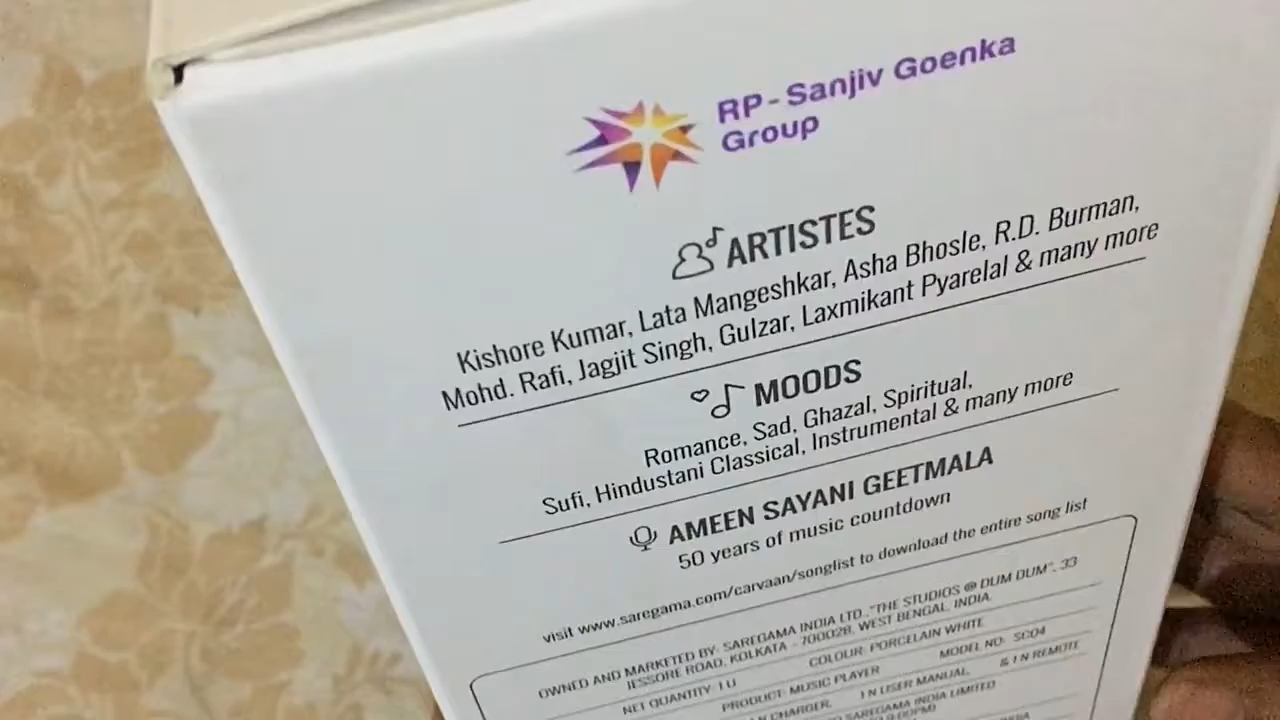 RP-Sanjiv Goenka
Group
ARTISTES
Kishore Kumar, Lata Mangeshkar, Asha Bhosle, R.D. Burman,
Mohd. Rafi, Jagjit Singh, Gulzar, Laxmikant Pyarelal & many more
MOODS
Romance, Sad, Ghazal, Spiritual,
Sufi, Hindustani Classical, Instrumental & many more
AMEEN SAYANI GEETMALA
50 years of music countdown
visit www.saregama.com/carvaan/songlist to download the entire song list
OWNED AND MARKETED BY- SAREGAMA INDIA LTD., "THE STUDIOS @ DUM DUM", 33
JESSORE ROAD, KOLKATA - 700028, WEST BENGAL, INDIA.
NET QUANTITY: 1 U COLOUR: PORCELAIN WHITE
PRODUCT: MUSIC PLAYER MODEL NO: SC04
CHARGER, 1 N USER MANUAL, & 1 N REMOTE
SAREGAMA INDIA LIMITED